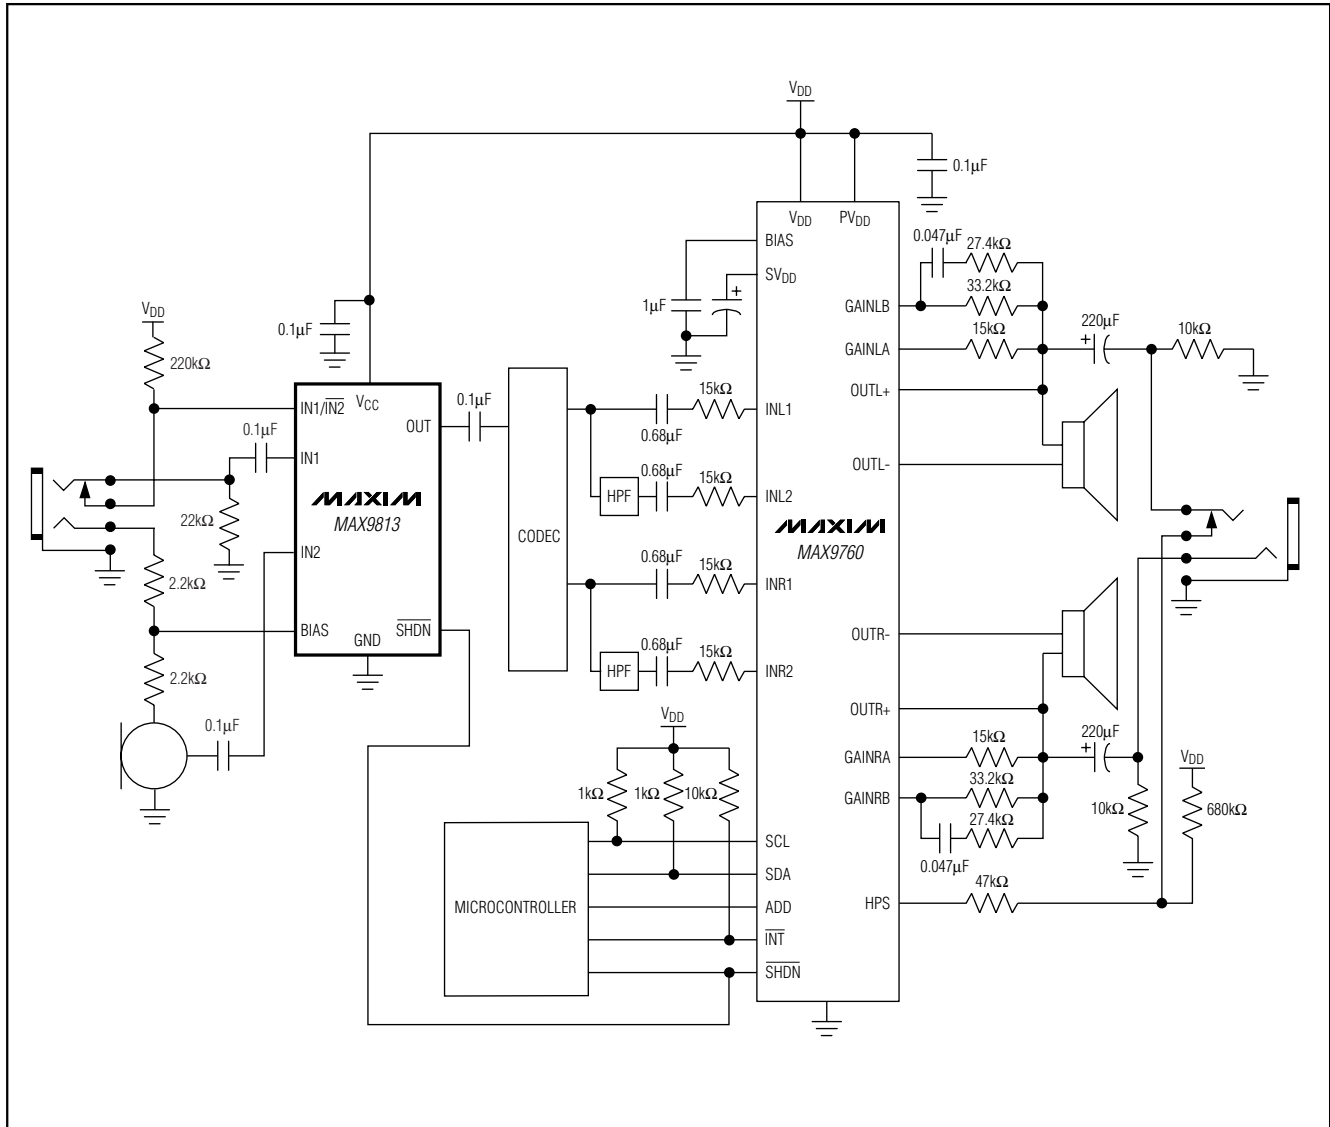 VDD
0.1µF
VDD
PVDD
BIAS
SVDD
1µF
+
0.047µF
27.4kΩ
33.2kΩ
GAINLB
15kΩ
GAINLA
220µF
+
10kΩ
OUTL+
OUTL-
VDD
220kΩ
0.1µF
VCC
IN1/IN2
OUT
0.1µF
0.1µF
IN1
MAXIM
MAX9813
22kΩ
IN2
2.2kΩ
BIAS
GND
SHDN
2.2kΩ
0.1µF
CODEC
15kΩ
0.68µF
INL1
HPF
0.68µF
15kΩ
INL2
MAXIM
MAX9760
0.68µF
15kΩ
INR1
HPF
0.68µF
15kΩ
INR2
OUTR-
OUTR+
15kΩ
GAINRA
220µF
+
33.2kΩ
GAINRB
27.4kΩ
0.047µF
10kΩ
VDD
680kΩ
47kΩ
HPS
VDD
1kΩ
1kΩ
10kΩ
MICROCONTROLLER
SCL
SDA
ADD
INT
SHDN